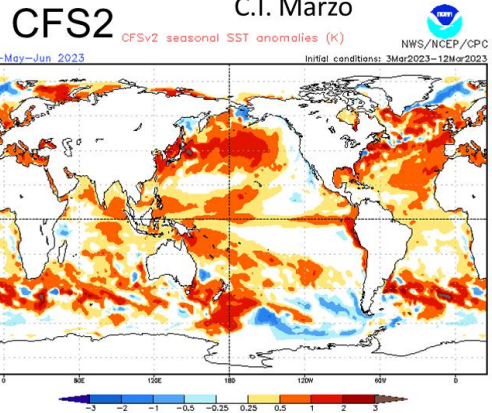 C.I. Marzo
CFS2 CFSv2 seasonal SST anomalies (K)
NWS/NCEP/CPC
-May-Jun 2023 Initial conditions: 3Mar2023-12Mar2023
0 60E 120E 180 120W 60W 0
-3 -2 -1 -0.5 -0.25 0.25 0.5 1 2 3